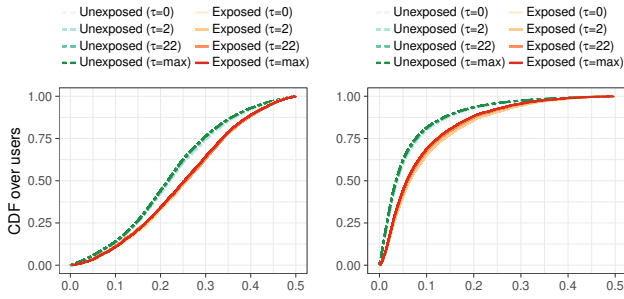 Unexposed (τ=0) Exposed (τ=0)
Unexposed (τ=2) Exposed (τ=2)
Unexposed (τ=22) Exposed (τ=22)
Unexposed (τ=max) Exposed (τ=max)
Unexposed (τ=0) Exposed (τ=0)
Unexposed (τ=2) Exposed (τ=2)
Unexposed (τ=22) Exposed (τ=22)
Unexposed (τ=max) Exposed (τ=max)
CDF over users
1.00
0.75
0.50
0.25
0.00
0.0 0.1 0.2 0.3 0.4 0.5
1.00
0.75
0.50
0.25
0.00
0.0 0.1 0.2 0.3 0.4 0.5